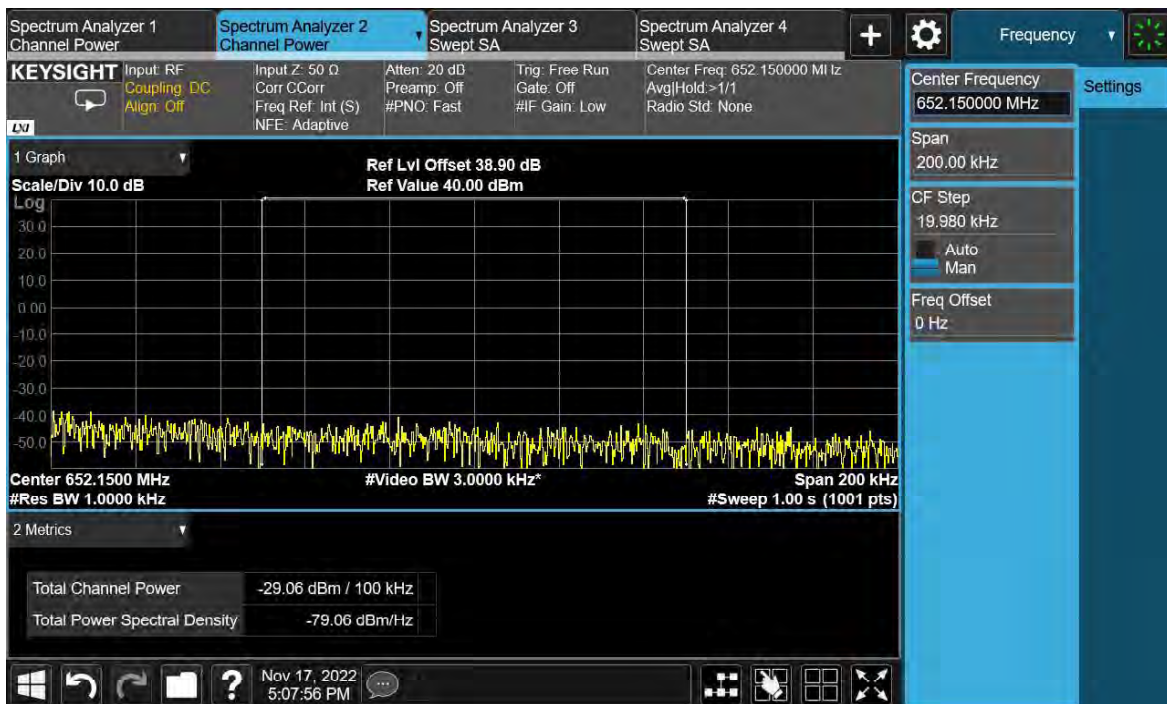 Spectrum Analyzer 1
Channel Power
Spectrum Analyzer 2
Channel Power
Spectrum Analyzer 3
Swept SA
Spectrum Analyzer 4
Swept SA
Frequency
KEYSIGHT
LXI
Input: RF
Coupling: DC
Align: Off
Input Z: 50 Ω
Corr CCorr
Freq Ref: Int (S)
NFE: Adaptive
Atten: 20 dB
Preamp: Off
#PNO: Fast
Trig: Free Run
Gate: Off
#IF Gain: Low
Center Freq: 652.150000 MHz
Avg|Hold:>1/1
Radio Std: None
1 Graph
Scale/Div 10.0 dB
Ref Lvl Offset 38.90 dB
Ref Value 40.00 dBm
Log
30.0
20.0
10.0
0.00
-10.0
-20.0
-30.0
-40.0
-50.0
Center 652.1500 MHz
#Res BW 1.0000 kHz
#Video BW 3.0000 kHz*
Span 200 kHz
#Sweep 1.00 s (1001 pts)
2 Metrics
Total Channel Power -29.06 dBm / 100 kHz
Total Power Spectral Density -79.06 dBm/Hz
Nov 17, 2022
5:07:56 PM
Center Frequency
652.150000 MHz
Span
200.00 kHz
CF Step
19.980 kHz
Auto
Man
Freq Offset
0 Hz
Settings